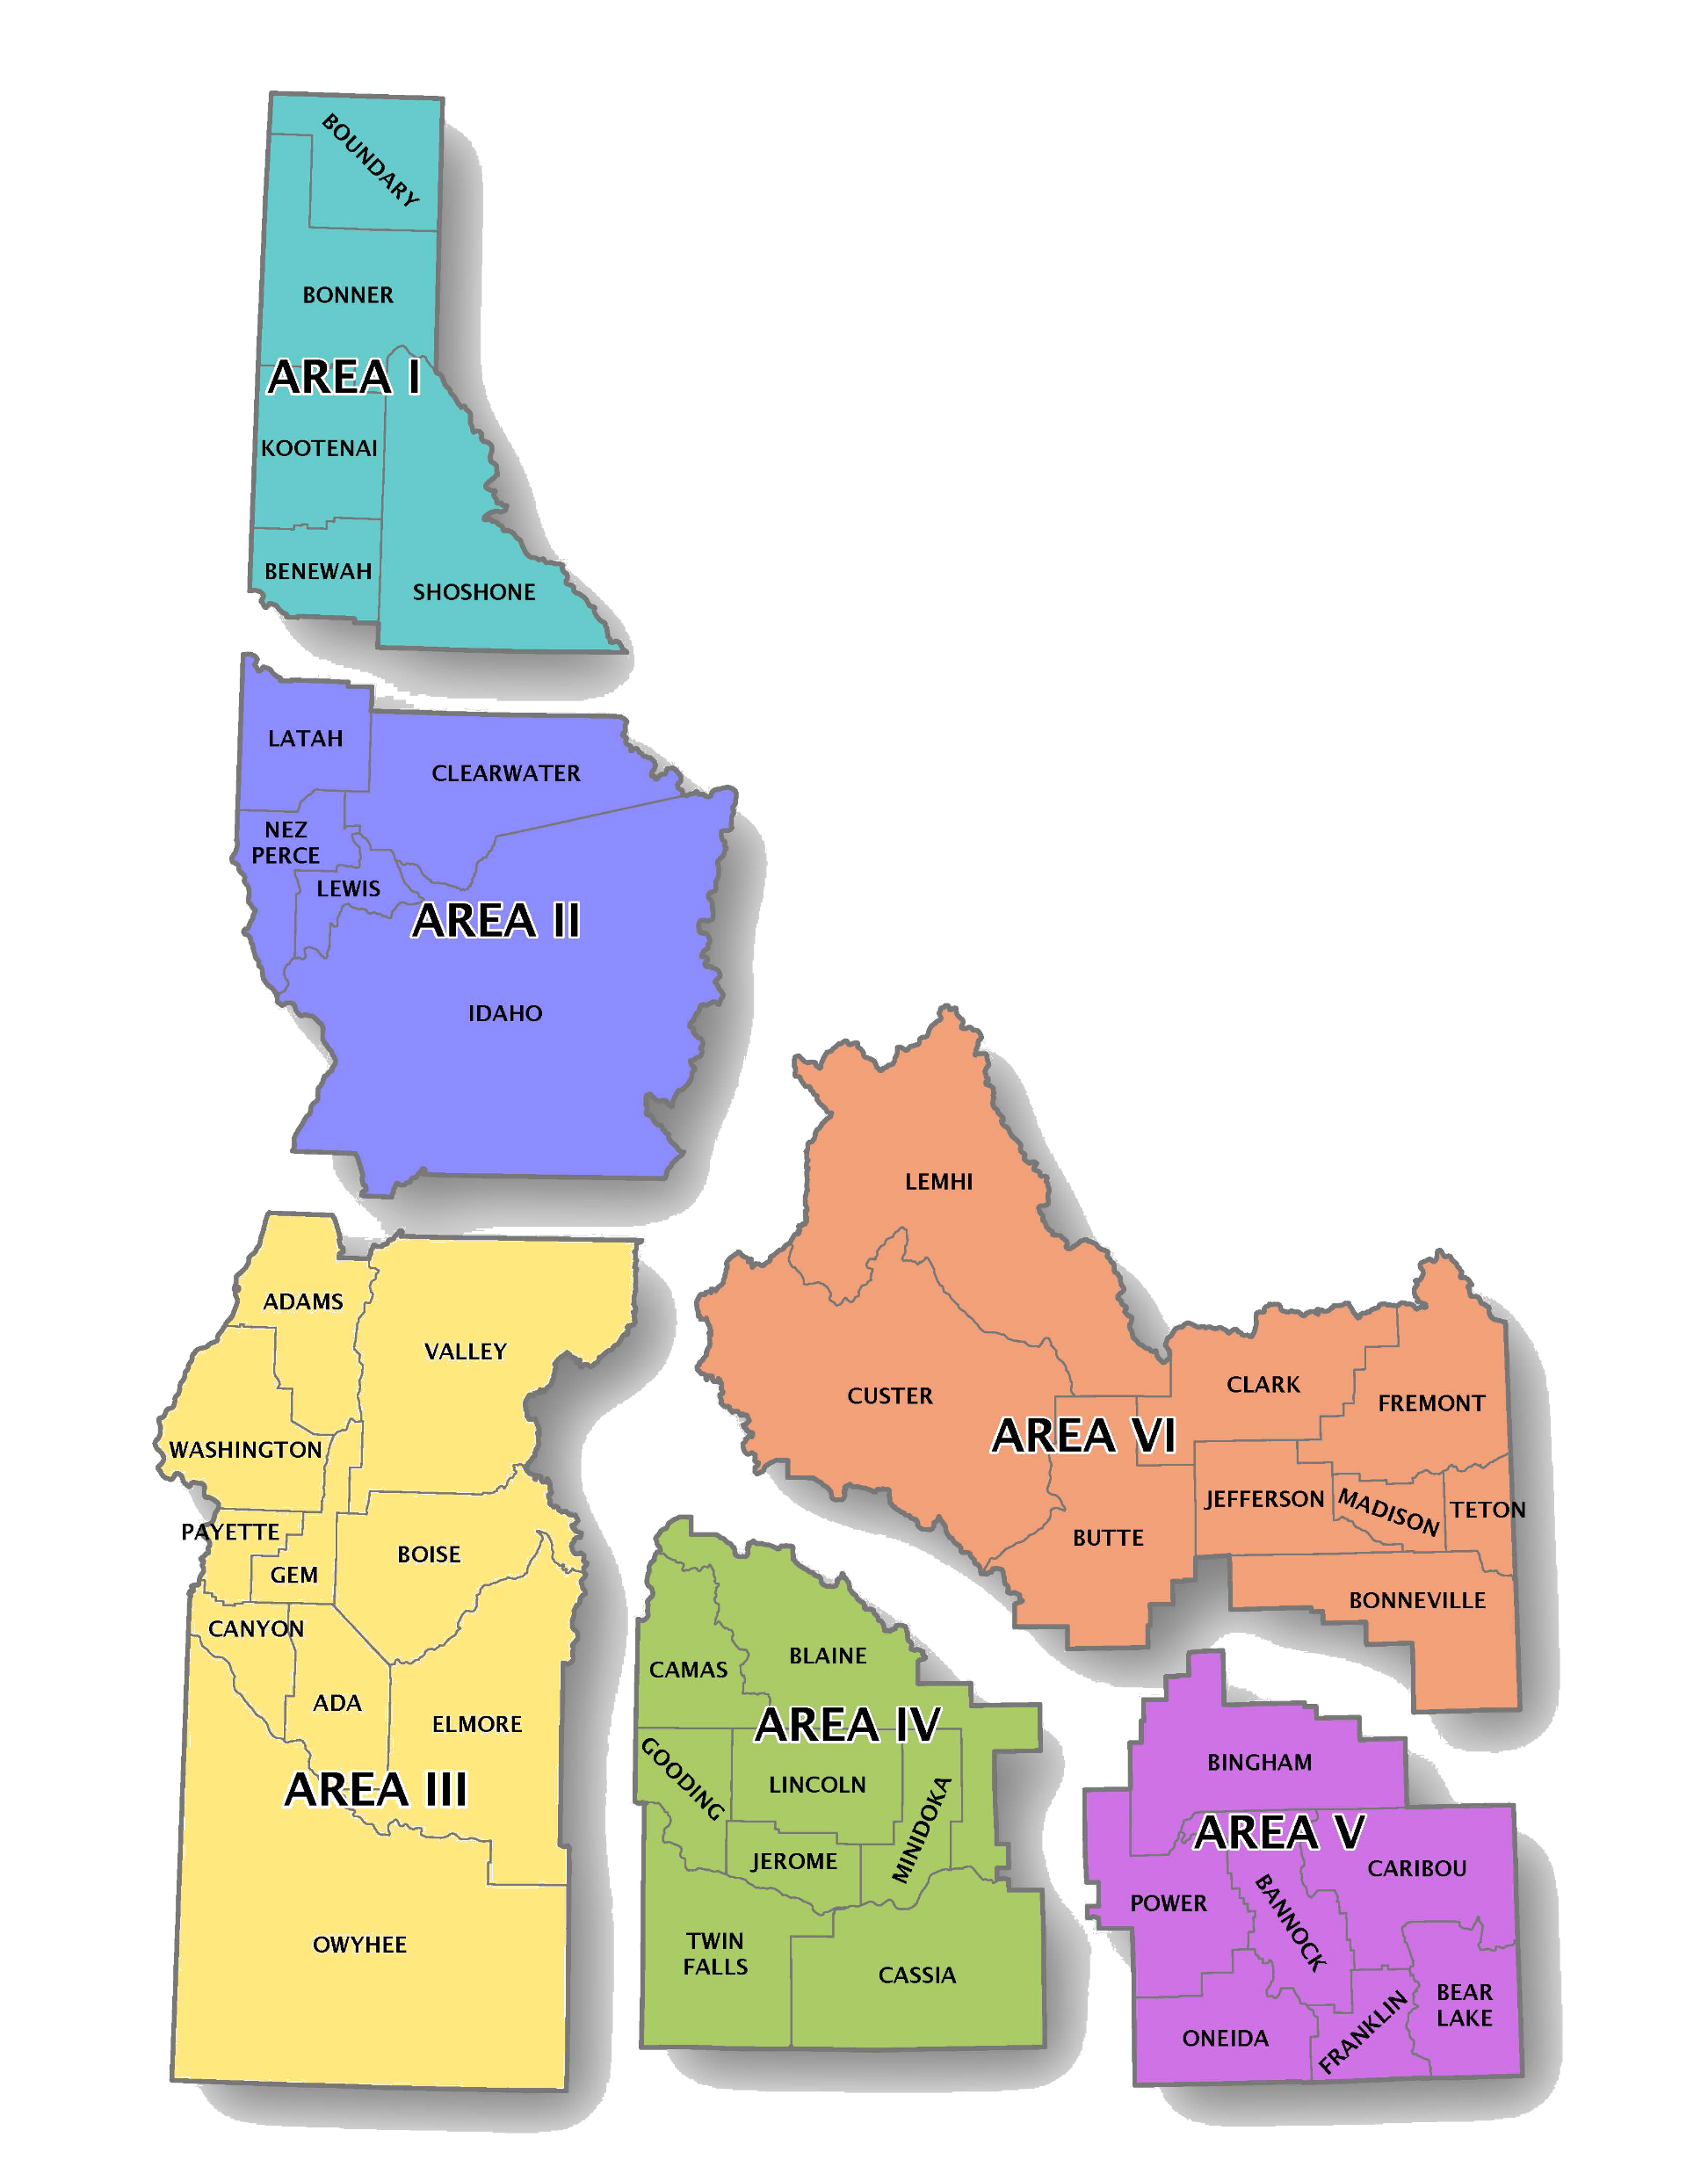 BOUNDARY
BONNER
AREA I
KOOTENAI
BENEWAH
SHOSHONE
LATAH
CLEARWATER
NEZ
PERCE
LEWIS
AREA II
IDAHO
ADAMS
VALLEY
WASHINGTON
PAYETTE
BOISE
GEM
CANYON
ADA
ELMORE
AREA III
OWYHEE
LEMHI
CUSTER
CLARK
FREMONT
AREA VI
JEFFERSON
MADISON
TETON
BUTTE
BONNEVILLE
BLAINE
CAMAS
AREA IV
GOODING
LINCOLN
MINIDOKA
JEROME
TWIN
FALLS
CASSIA
BINGHAM
AREA V
CARIBOU
POWER
BANNOCK
BEAR
LAKE
ONEIDA
FRANKLIN